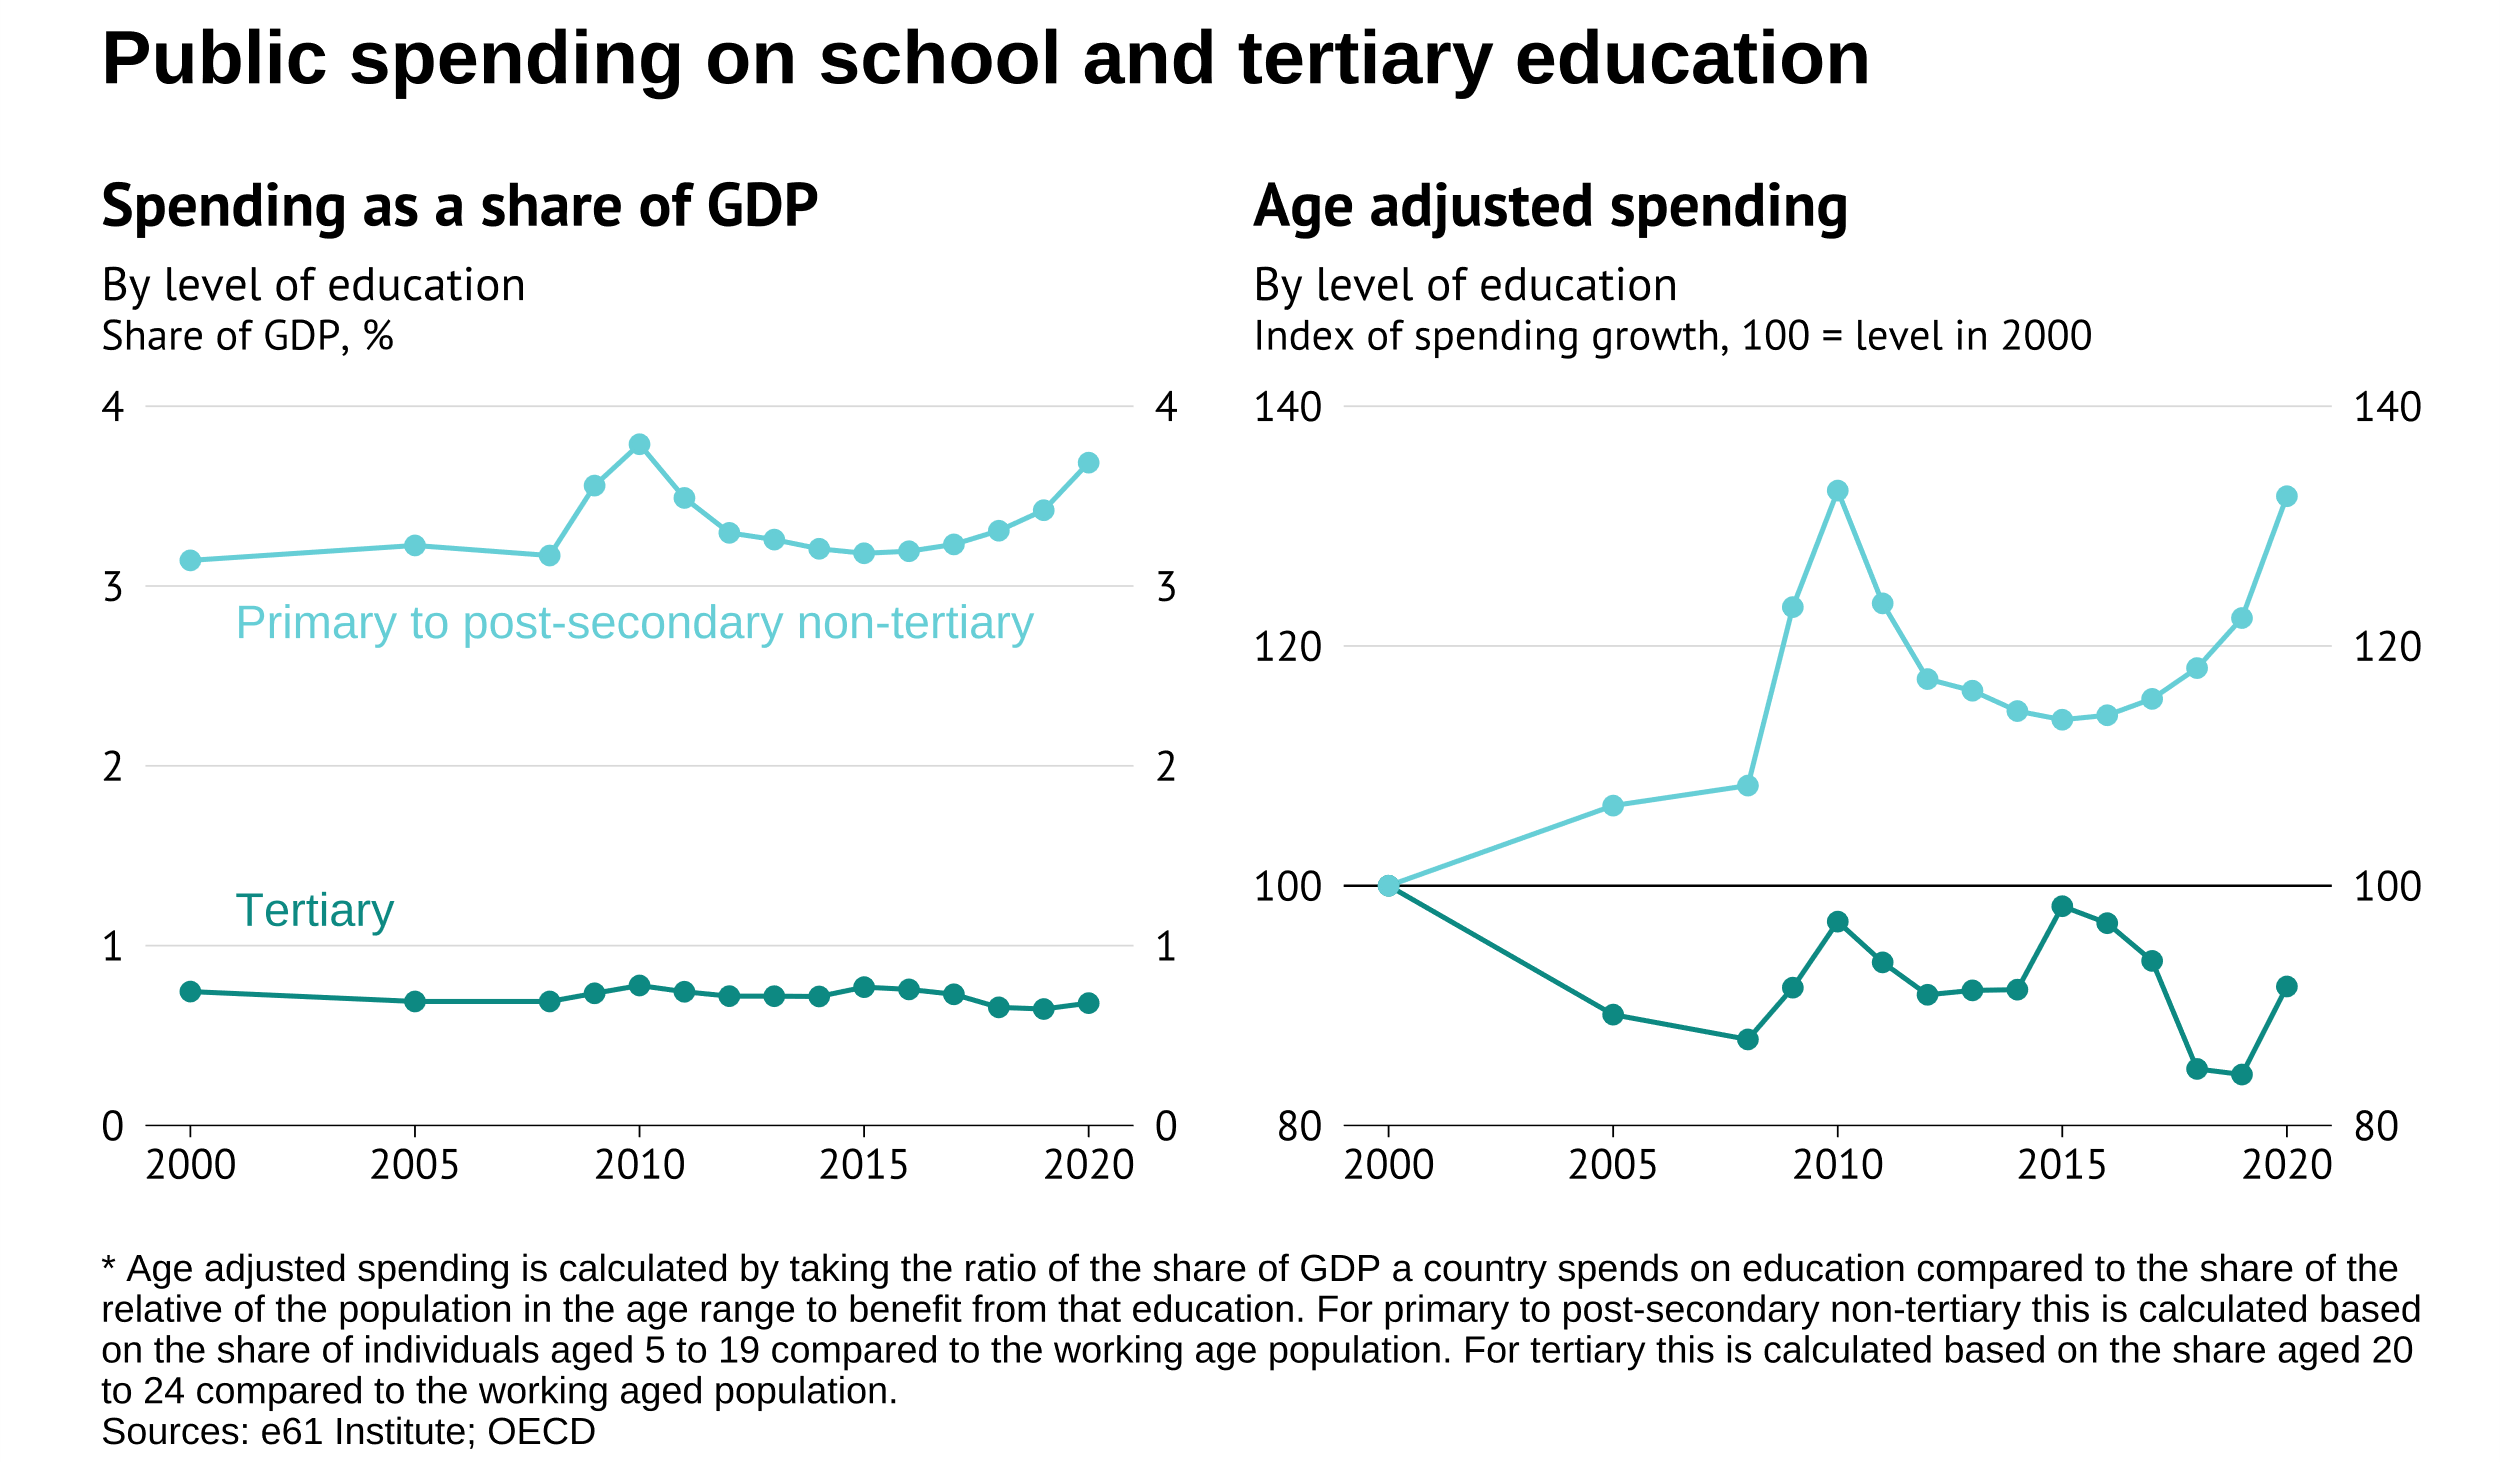 Public spending on school and tertiary education
Spending as a share of GDP
By level of education
Share of GDP, %
4
3
2
1
0
4
3
2
1
0
Primary to post-secondary non-tertiary
Tertiary
2000 2005 2010 2015 2020
Age adjusted spending
By level of education
Index of spending growth, 100 = level in 2000
140
120
100
80
140
120
100
80
2000 2005 2010 2015 2020
* Age adjusted spending is calculated by taking the ratio of the share of GDP a country spends on education compared to the share of the
relative of the population in the age range to benefit from that education. For primary to post-secondary non-tertiary this is calculated based
on the share of individuals aged 5 to 19 compared to the working age population. For tertiary this is calculated based on the share aged 20
to 24 compared to the working aged population.
Sources: e61 Institute; OECD